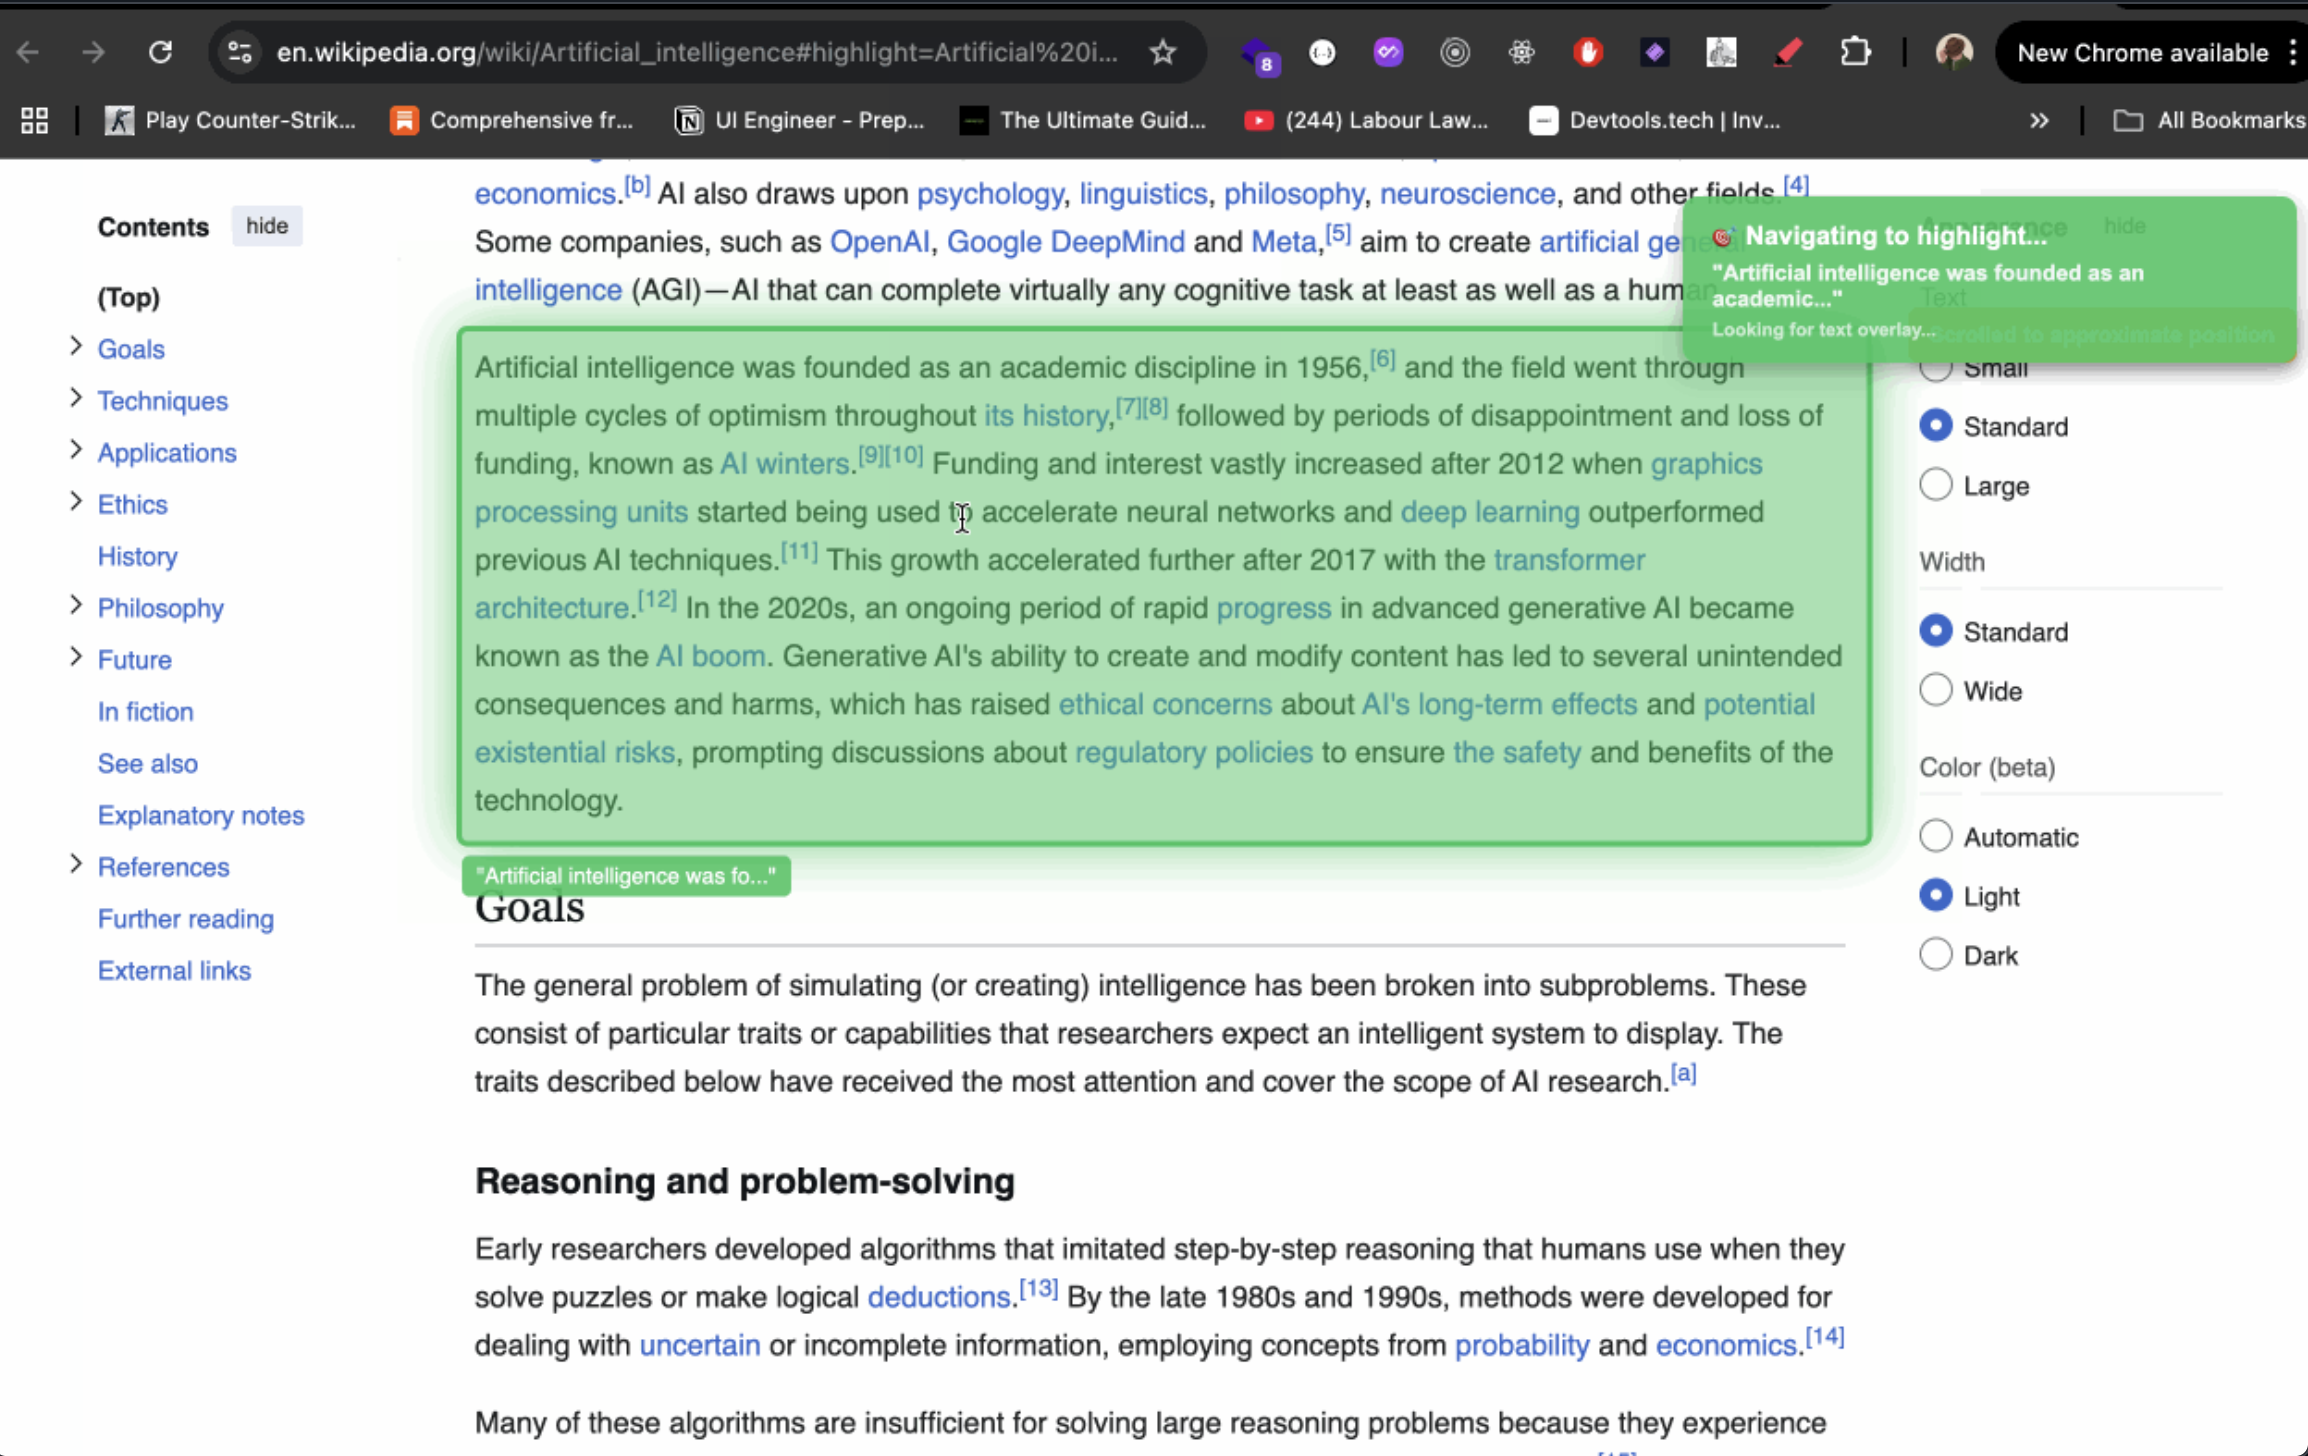 en.wikipedia.org/wiki/Artificial_intelligence#highlight=Artificial%20i...
8
New Chrome available
Play Counter-Strik...
Comprehensive fr...
UI Engineer - Prep...
The Ultimate Guid...
(244) Labour Law...
Devtools.tech | Inv...
All Bookmarks
Contents
hide
(Top)
Goals
Techniques
Applications
Ethics
History
Philosophy
Future
In fiction
See also
Explanatory notes
References
Further reading
External links
economics.[b] AI also draws upon psychology, linguistics, philosophy, neuroscience, and other fields.[4]
Some companies, such as OpenAI, Google DeepMind and Meta,[5] aim to create artificial general
intelligence (AGI)—AI that can complete virtually any cognitive task at least as well as a human.
Artificial intelligence was founded as an academic discipline in 1956,[6] and the field went through
multiple cycles of optimism throughout its history,[7][8] followed by periods of disappointment and loss of
funding, known as AI winters.[9][10] Funding and interest vastly increased after 2012 when graphics
processing units started being used to accelerate neural networks and deep learning outperformed
previous AI techniques.[11] This growth accelerated further after 2017 with the transformer
architecture.[12] In the 2020s, an ongoing period of rapid progress in advanced generative AI became
known as the AI boom. Generative AI's ability to create and modify content has led to several unintended
consequences and harms, which has raised ethical concerns about AI's long-term effects and potential
existential risks, prompting discussions about regulatory policies to ensure the safety and benefits of the
technology.
"Artificial intelligence was fo..."
Goals
The general problem of simulating (or creating) intelligence has been broken into subproblems. These
consist of particular traits or capabilities that researchers expect an intelligent system to display. The
traits described below have received the most attention and cover the scope of AI research.[a]
Reasoning and problem-solving
Early researchers developed algorithms that imitated step-by-step reasoning that humans use when they
solve puzzles or make logical deductions.[13] By the late 1980s and 1990s, methods were developed for
dealing with uncertain or incomplete information, employing concepts from probability and economics.[14]
Many of these algorithms are insufficient for solving large reasoning problems because they experience
Appearance
hide
Navigating to highlight...
"Artificial intelligence was founded as an
academic..."
Looking for text overlay...
Text
Scrolled to approximate position
Small
Standard
Large
Width
Standard
Wide
Color (beta)
Automatic
Light
Dark